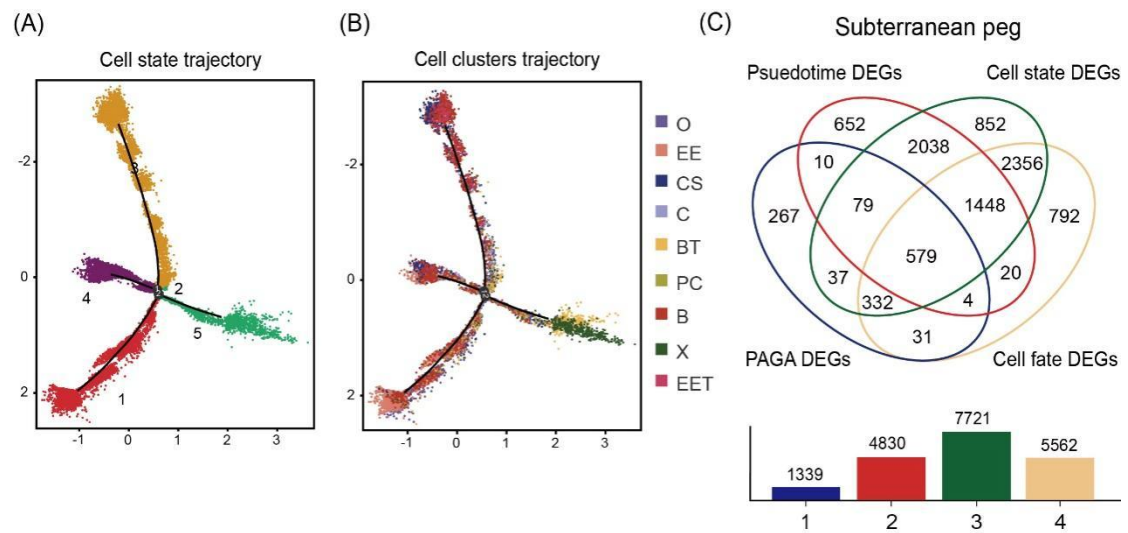 (A)
Cell state trajectory
-2
0
2
-1
0
1
2
3
3
2
4
5
1
(B)
Cell clusters trajectory
-2
0
2
-1
0
1
2
3
O
EE
CS
C
BT
PC
B
X
EET
(C)
Subterranean peg
Psuedotime DEGs
Cell state DEGs
652
852
10
2038
2356
267
79
1448
792
579
37
20
332
4
31
PAGA DEGs
Cell fate DEGs
1339
4830
7721
5562
1
2
3
4